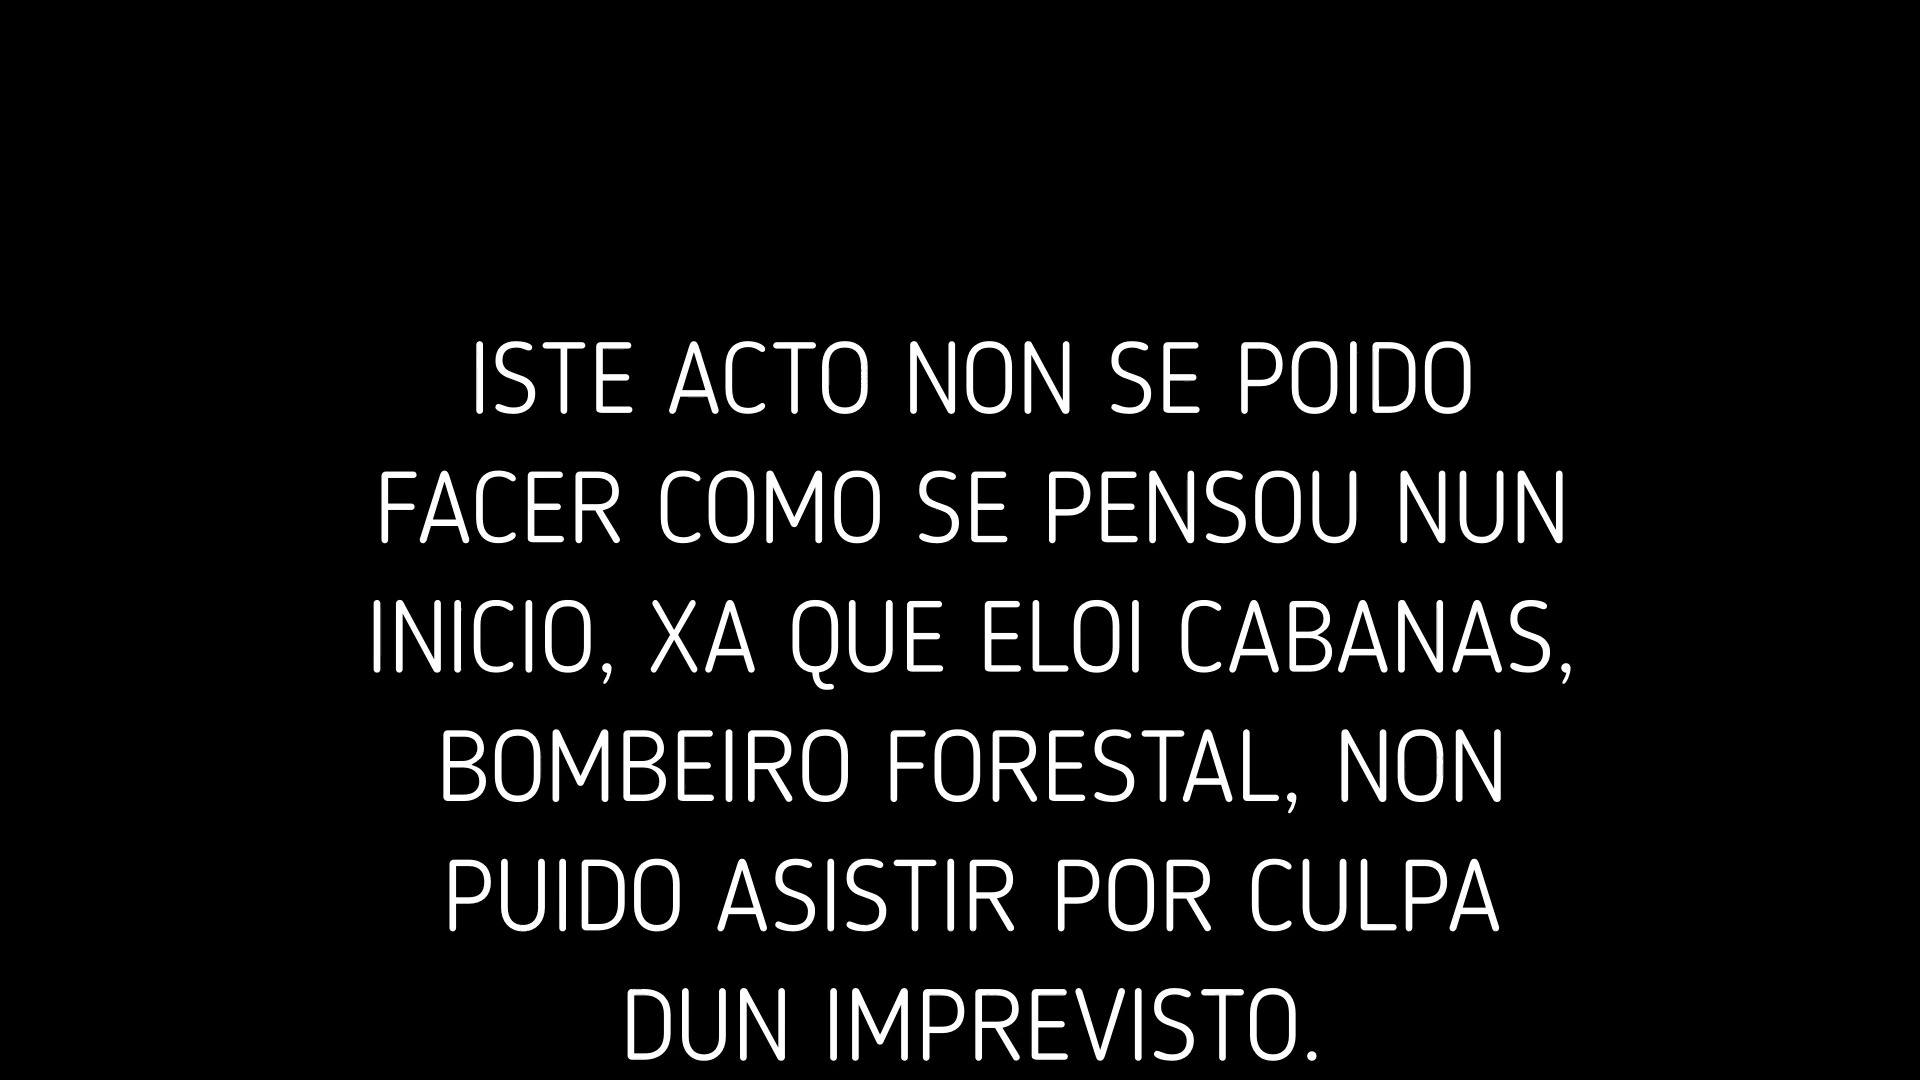 ISTE ACTO NON SE POIDO
FACER COMO SE PENSOU NUN
INICIO, XA QUE ELOI CABANAS,
BOMBEIRO FORESTAL, NON
PUIDO ASISTIR POR CULPA
DUN IMPREVISTO.